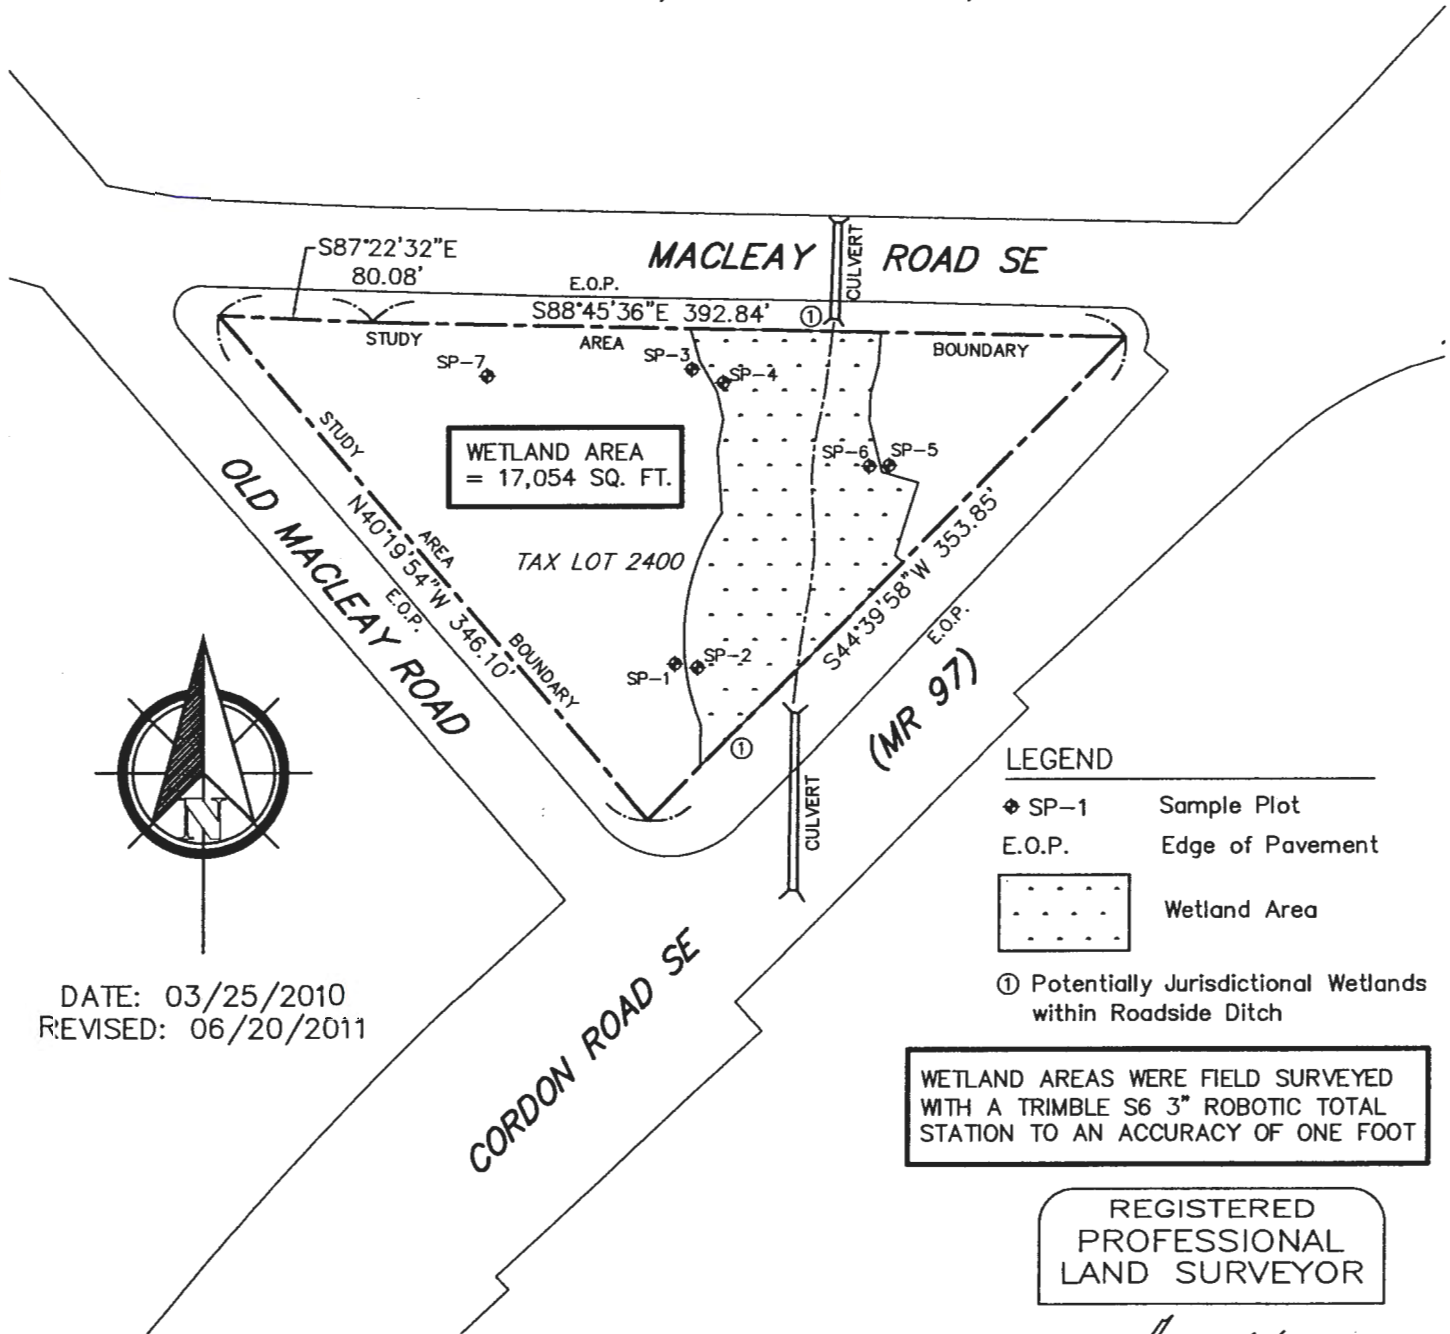 S87°22'32"E
80.08'
MACLEAY ROAD SE
CULVERT
E.O.P.
S88°45'36"E 392.84'
①
STUDY AREA BOUNDARY
SP-7
SP-3
SP-4
WETLAND AREA
= 17,054 SQ. FT.
SP-6
SP-5
STUDY AREA BOUNDARY
N40°19'54"W 346.10'
E.O.P.
OLD MACLEAY ROAD
TAX LOT 2400
S44°39'58"W 353.85'
E.O.P.
SP-1
SP-2
①
CULVERT
(MR 97)
CORDON ROAD SE
N
DATE: 03/25/2010
REVISED: 06/20/2011
LEGEND
SP-1 Sample Plot
E.O.P. Edge of Pavement
Wetland Area
① Potentially Jurisdictional Wetlands
within Roadside Ditch
WETLAND AREAS WERE FIELD SURVEYED
WITH A TRIMBLE S6 3" ROBOTIC TOTAL
STATION TO AN ACCURACY OF ONE FOOT
REGISTERED
PROFESSIONAL
LAND SURVEYOR